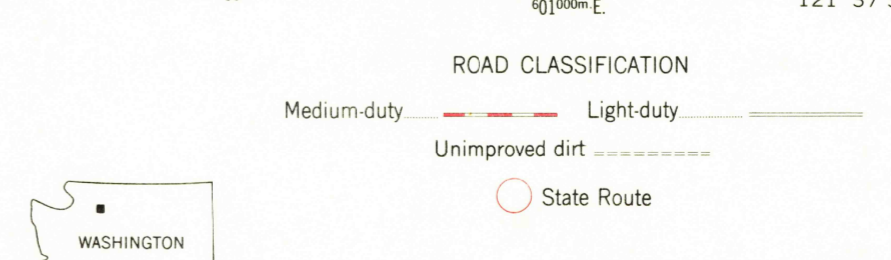 ⁶01⁰⁰⁰ᵐ·E.
ROAD CLASSIFICATION
Medium-duty Light-duty
Unimproved dirt
State Route
WASHINGTON